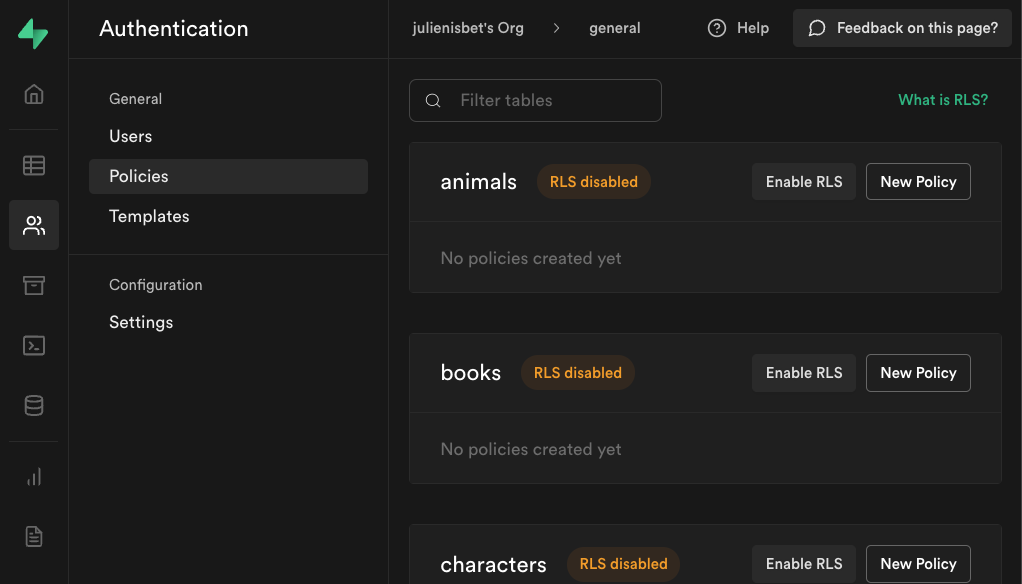 Authentication
julienisbet's Org
general
Help
Feedback on this page?
General
Users
Policies
Templates
Configuration
Settings
Filter tables
What is RLS?
animals RLS disabled Enable RLS New Policy
No policies created yet
books RLS disabled Enable RLS New Policy
No policies created yet
characters RLS disabled Enable RLS New Policy